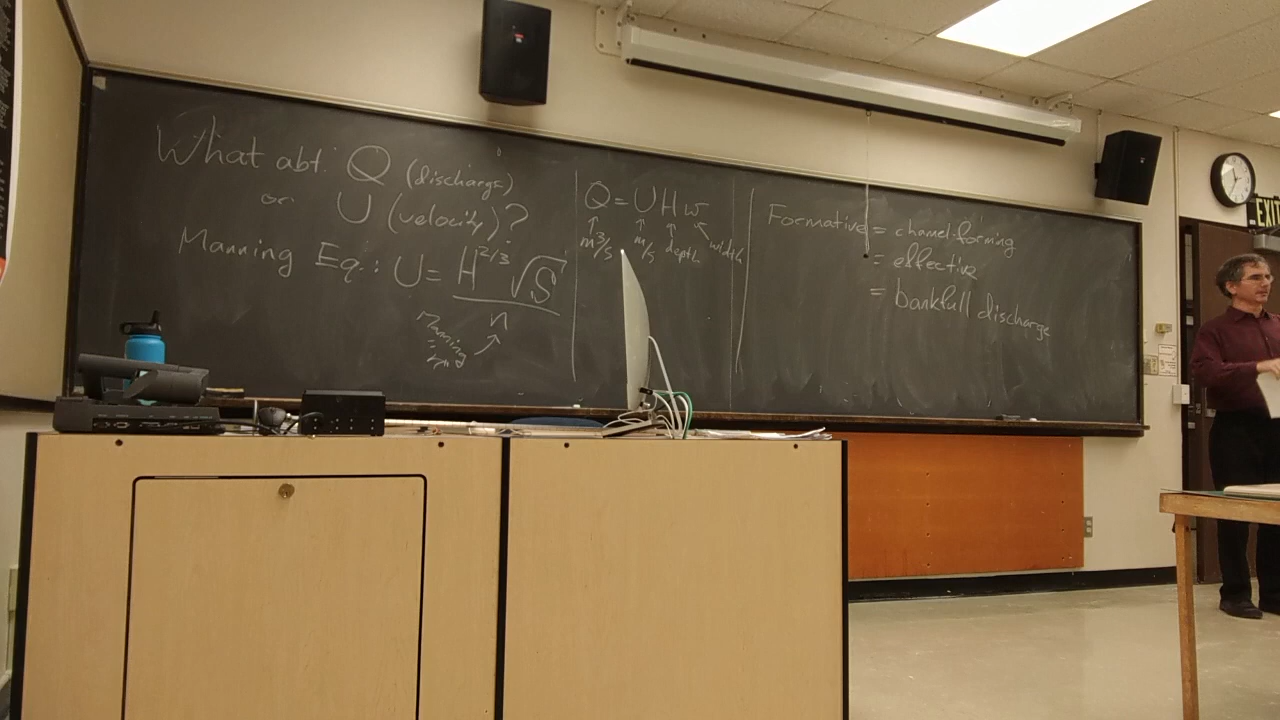 What abt. Q (discharge)
or U (velocity)?
Manning Eq.: U = H^2/3 √S
n
Manning
Q = U H w
m³/s m/s depth width
Formative = channel-forming
= effective
= bankfull discharge
EXIT